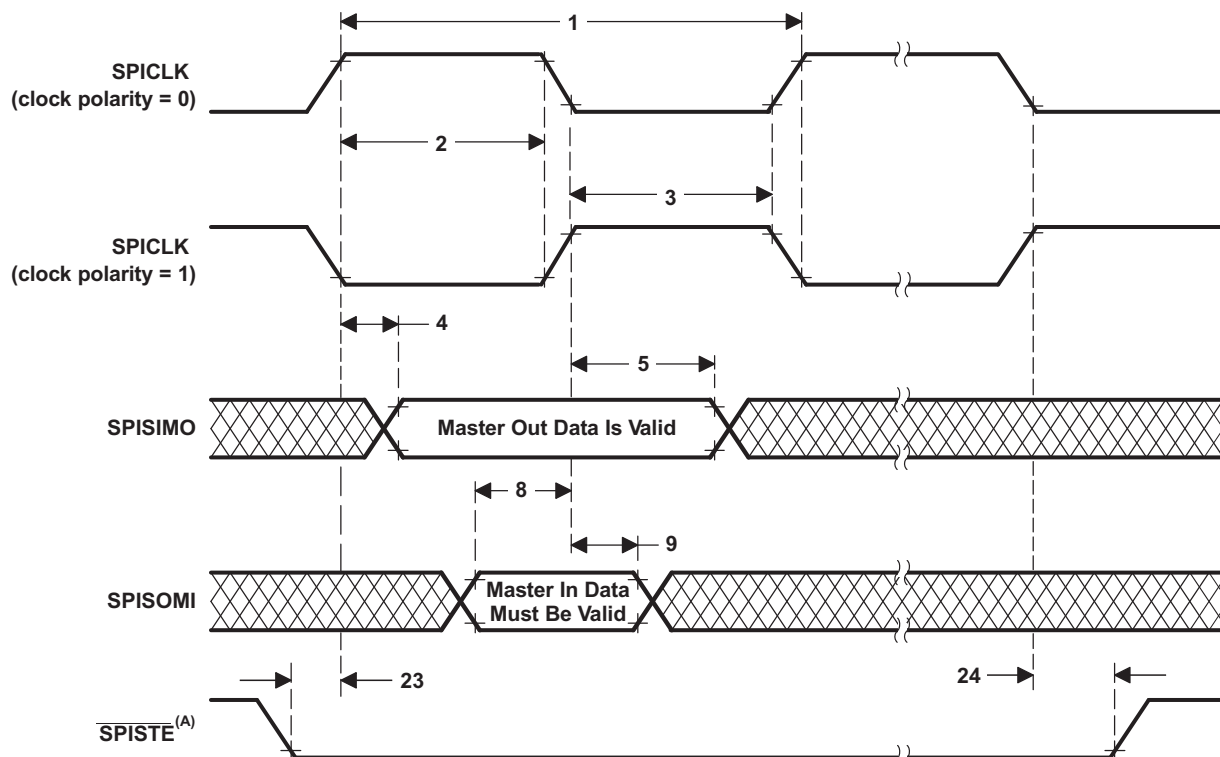 1
SPICLK
(clock polarity = 0)
2
3
SPICLK
(clock polarity = 1)
4
5
SPISIMO
Master Out Data Is Valid
8
9
SPISOMI
Master In Data
Must Be Valid
23
24
SPISTE(A)